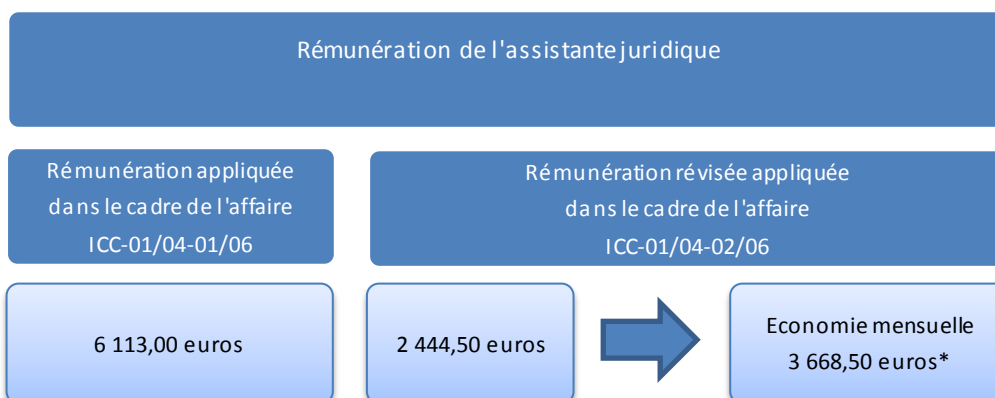 Rémunération de l'assistante juridique
Rémunération appliquée
dans le cadre de l'affaire
ICC-01/04-01/06
Rémunération révisée appliquée
dans le cadre de l'affaire
ICC-01/04-02/06
6 113,00 euros
2 444,50 euros
Economie mensuelle
3 668,50 euros*